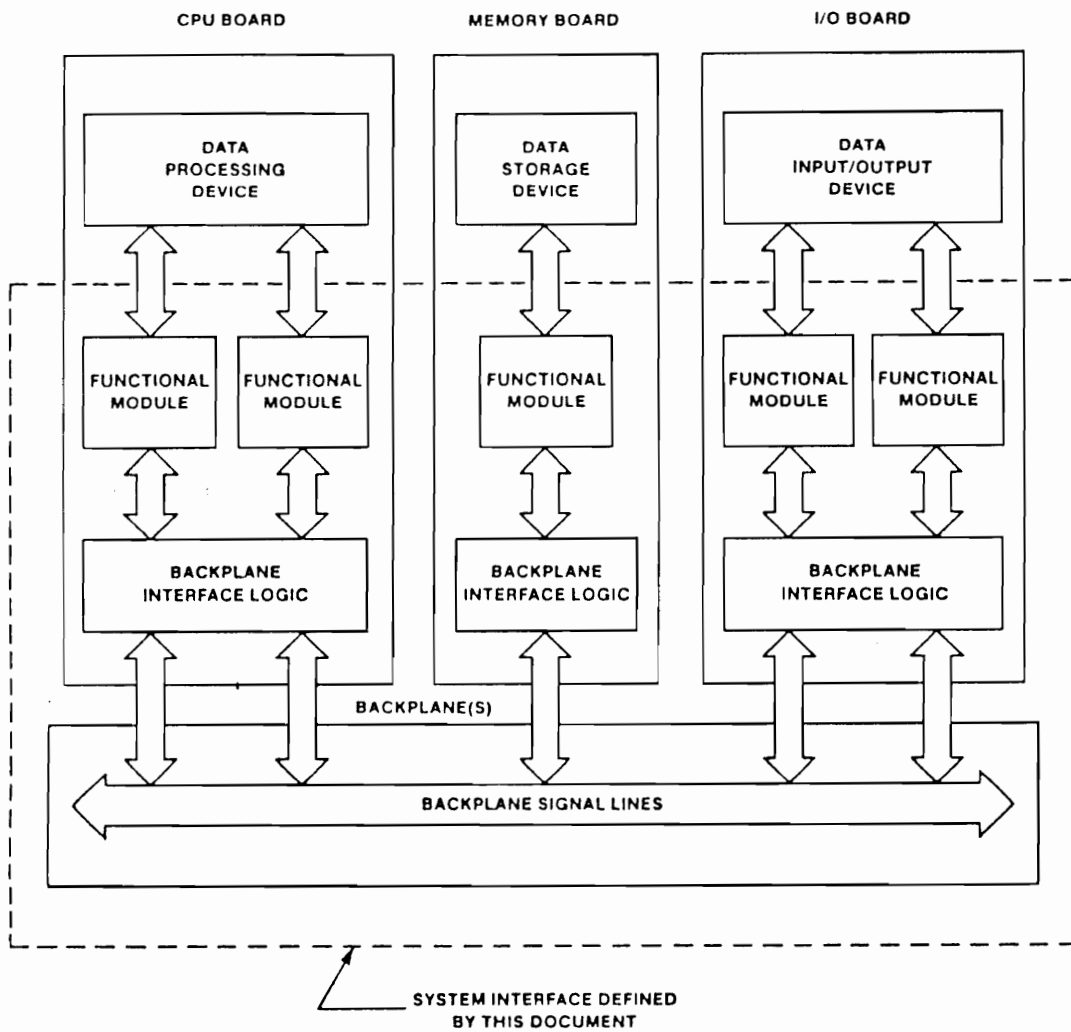 CPU BOARD
MEMORY BOARD
I/O BOARD
DATA
PROCESSING
DEVICE
DATA
STORAGE
DEVICE
DATA
INPUT/OUTPUT
DEVICE
FUNCTIONAL
MODULE
FUNCTIONAL
MODULE
FUNCTIONAL
MODULE
FUNCTIONAL
MODULE
FUNCTIONAL
MODULE
BACKPLANE
INTERFACE LOGIC
BACKPLANE
INTERFACE LOGIC
BACKPLANE
INTERFACE LOGIC
BACKPLANE(S)
BACKPLANE SIGNAL LINES
SYSTEM INTERFACE DEFINED
BY THIS DOCUMENT